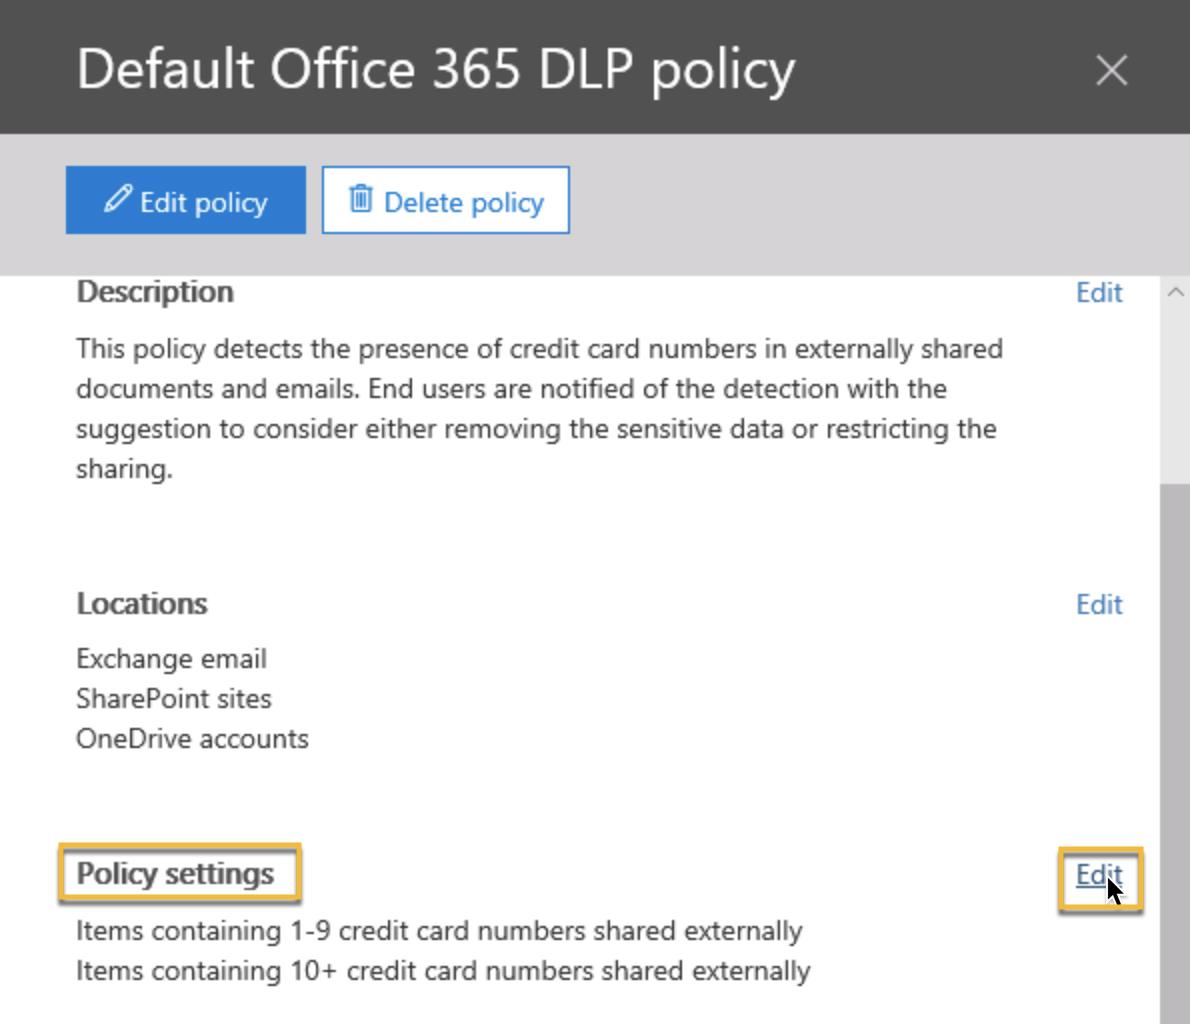 Default Office 365 DLP policy
Edit policy
Delete policy
Description
Edit
This policy detects the presence of credit card numbers in externally shared
documents and emails. End users are notified of the detection with the
suggestion to consider either removing the sensitive data or restricting the
sharing.
Locations
Edit
Exchange email
SharePoint sites
OneDrive accounts
Policy settings
Edit
Items containing 1-9 credit card numbers shared externally
Items containing 10+ credit card numbers shared externally